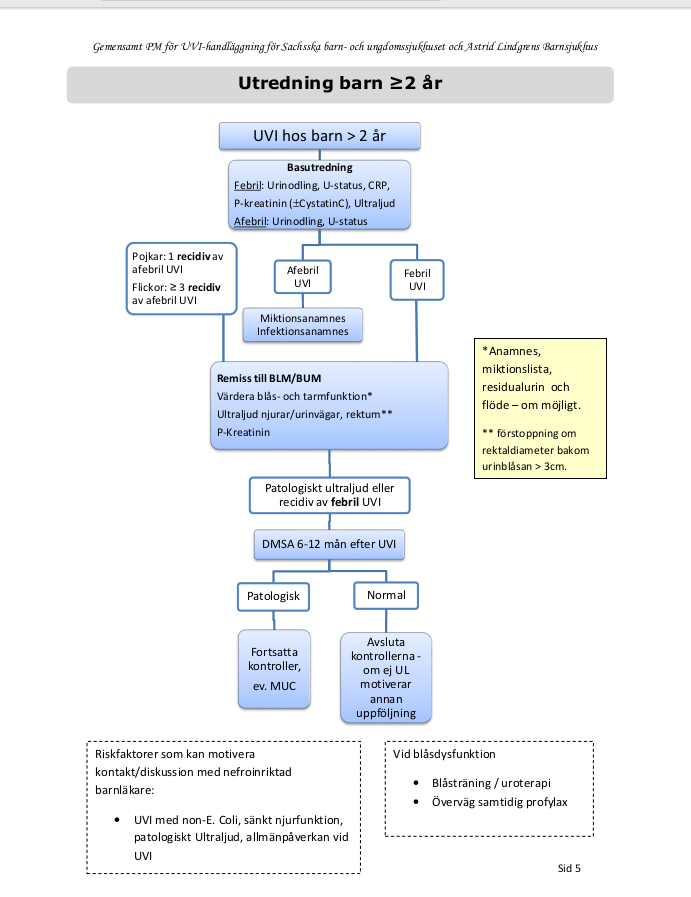 Gemensamt PM för UVI-handläggning för Sachsska barn- och ungdomssjukhuset och Astrid Lindgrens Barnsjukhus
Utredning barn ≥2 år
UVI hos barn > 2 år
Basutredning
Febril: Urinodling, U-status, CRP,
P-kreatinin (±CystatinC), Ultraljud
Afebril: Urinodling, U-status
Pojkar: 1 recidiv av
afebril UVI
Flickor: ≥ 3 recidiv
av afebril UVI
Afebril
UVI
Febril
UVI
Miktionsanamnes
Infektionsanamnes
Remiss till BLM/BUM
Värdera blås- och tarmfunktion*
Ultraljud njurar/urinvägar, rektum**
P-Kreatinin
*Anamnes,
miktionslista,
residualurin och
flöde – om möjligt.
** förstoppning om
rektaldiameter bakom
urinblåsan > 3cm.
Patologiskt ultraljud eller
recidiv av febril UVI
DMSA 6-12 mån efter UVI
Patologisk
Normal
Fortsatta
kontroller,
ev. MUC
Avsluta
kontrollerna -
om ej UL
motiverar
annan
uppföljning
Riskfaktorer som kan motivera
kontakt/diskussion med nefroinriktad
barnläkare:
• UVI med non-E. Coli, sänkt njurfunktion,
patologiskt Ultraljud, allmänpåverkan vid
UVI
Vid blåsdysfunktion
• Blåsträning / uroterapi
• Överväg samtidig profylax
Sid 5